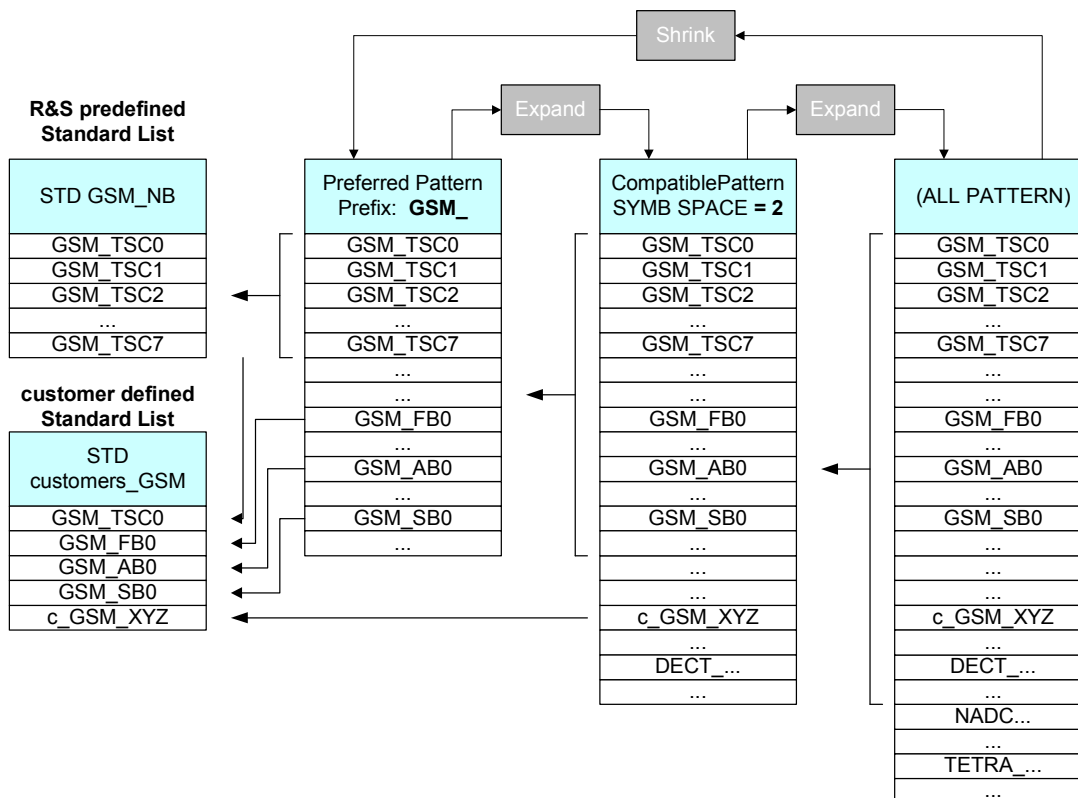 Shrink
Expand
Expand
R&S predefined
Standard List
STD GSM_NB
GSM_TSC0
GSM_TSC1
GSM_TSC2
...
GSM_TSC7
customer defined
Standard List
STD
customers_GSM
GSM_TSC0
GSM_FB0
GSM_AB0
GSM_SB0
c_GSM_XYZ
Preferred Pattern
Prefix: GSM_
GSM_TSC0
GSM_TSC1
GSM_TSC2
...
GSM_TSC7
...
...
GSM_FB0
...
GSM_AB0
...
GSM_SB0
...
CompatiblePattern
SYMB SPACE = 2
GSM_TSC0
GSM_TSC1
GSM_TSC2
...
GSM_TSC7
...
...
GSM_FB0
...
GSM_AB0
...
GSM_SB0
...
...
...
c_GSM_XYZ
...
DECT_...
...
(ALL PATTERN)
GSM_TSC0
GSM_TSC1
GSM_TSC2
...
GSM_TSC7
...
...
GSM_FB0
...
GSM_AB0
...
GSM_SB0
...
...
...
c_GSM_XYZ
...
DECT_...
...
NADC...
...
TETRA_...
...